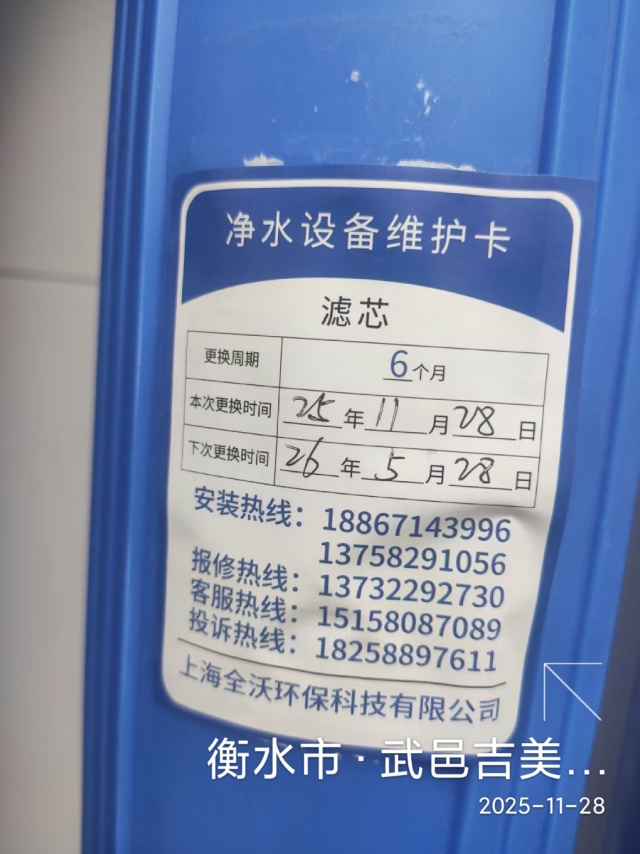 净水设备维护卡
滤芯
更换周期 6个月
本次更换时间 25年11月28日
下次更换时间 26年5月28日
安装热线：18867143996
13758291056
报修热线：13732292730
客服热线：15158087089
投诉热线：18258897611
上海全沃环保科技有限公司
衡水市·武邑吉美...
2025-11-28